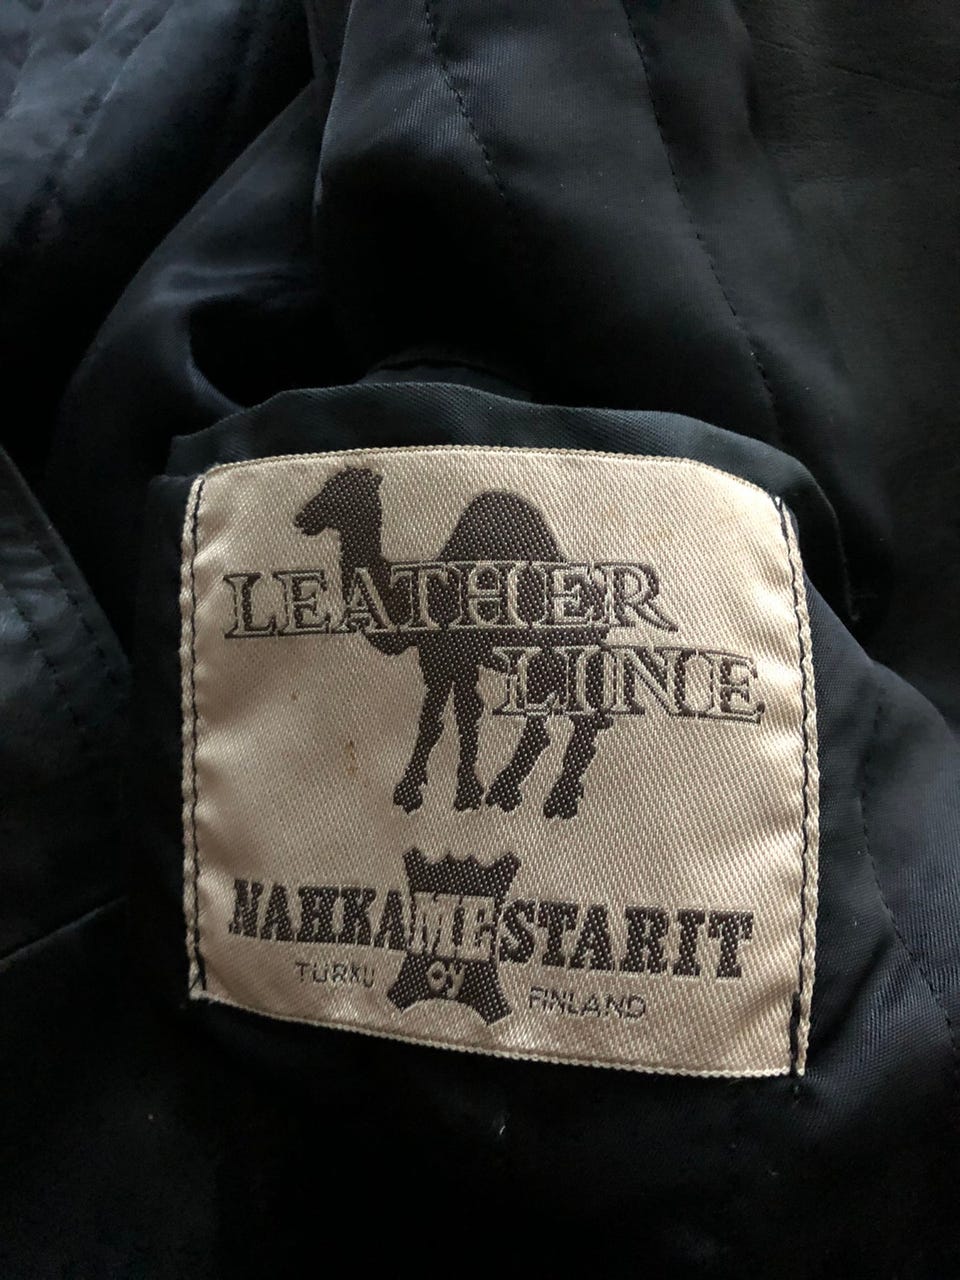 LEATHER
LINE
NAHKAMESTARIT
TURKU OY FINLAND